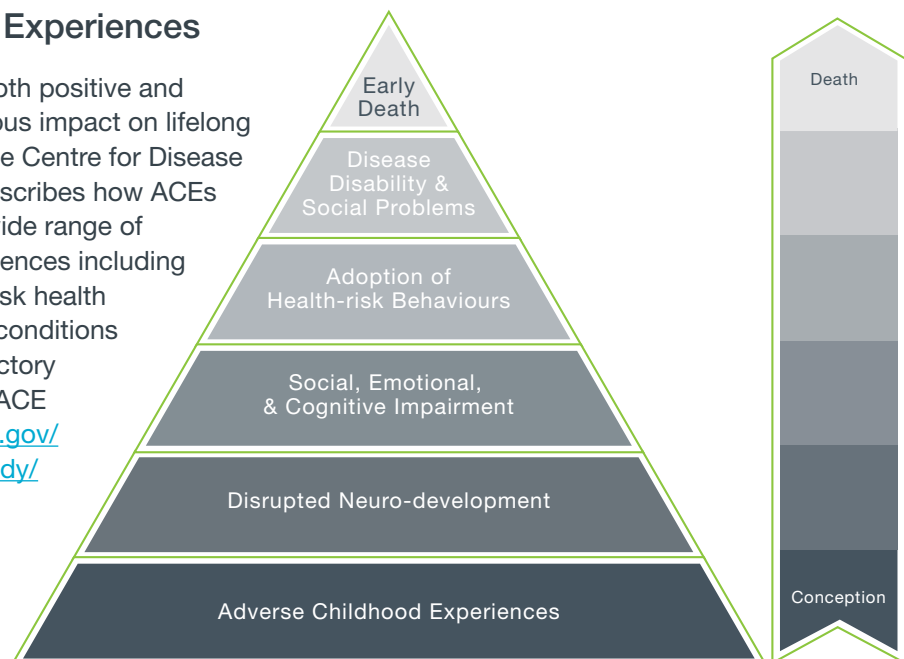 Experiences
oth positive and
ous impact on lifelong
e Centre for Disease
scribes how ACEs
ide range of
ences including
sk health
conditions
ctory
ACE
.gov/
dy/
Early
Death
Disease
Disability &
Social Problems
Adoption of
Health-risk Behaviours
Social, Emotional,
& Cognitive Impairment
Disrupted Neuro-development
Adverse Childhood Experiences
Death
Conception